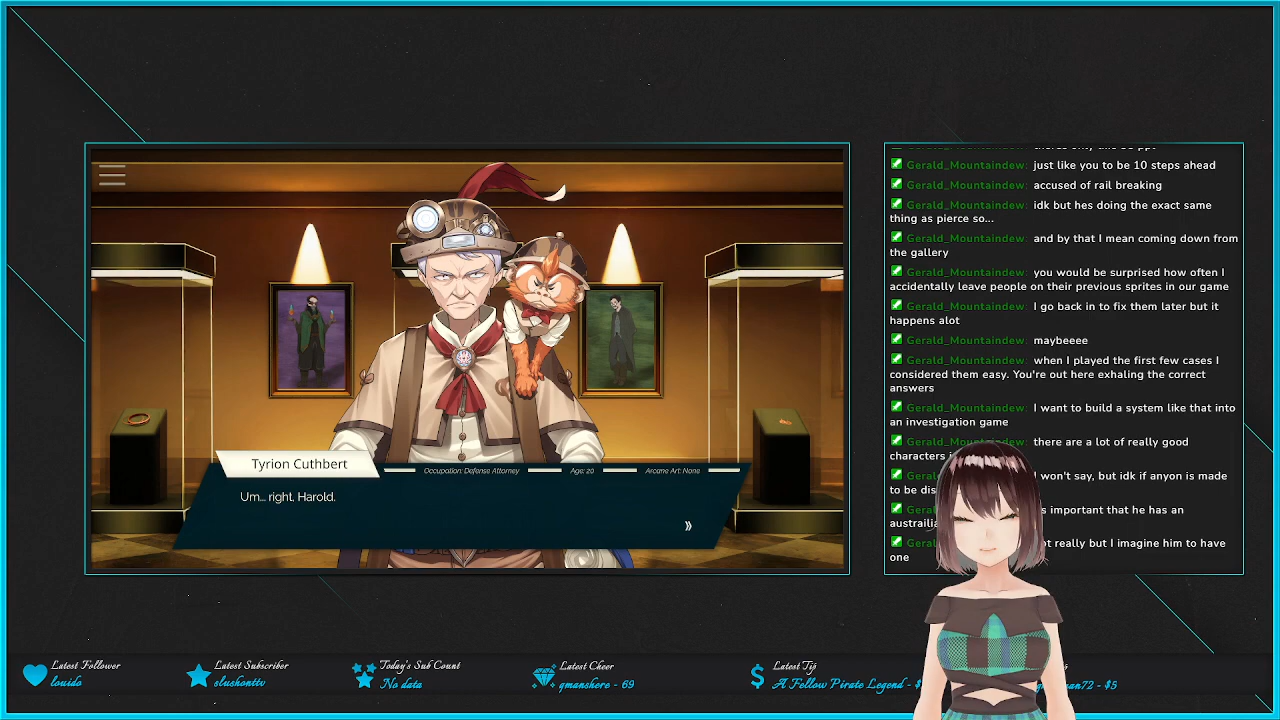 Gerald_Mountaindew: just like you to be 10 steps ahead
Gerald_Mountaindew: accused of rail breaking
Gerald_Mountaindew: idk but hes doing the exact same
thing as pierce so...
Gerald_Mountaindew: and by that I mean coming down from
the gallery
Gerald_Mountaindew: you would be surprised how often I
accidentally leave people on their previous sprites in our game
Gerald_Mountaindew: I go back in to fix them later but it
happens alot
Gerald_Mountaindew: maybeeee
Gerald_Mountaindew: when I played the first few cases I
considered them easy. You're out here exhaling the correct
answers
Gerald_Mountaindew: I want to build a system like that into
an investigation game
Gerald_Mountaindew: there are a lot of really good
characters
I won't say, but idk if anyon is made
to be dis
important that he has an
but I imagine him to have
one
Tyrion Cuthbert
Occupation: Defense Attorney
Age: 20
Arcane Art: None
Um... right, Harold.
Latest Follower
louido
Latest Subscriber
slushonttv
Today's Sub Count
No data
Latest Cheer
qmanshere - 69
Latest Tip
A Fellow Pirate Legend - $
$5